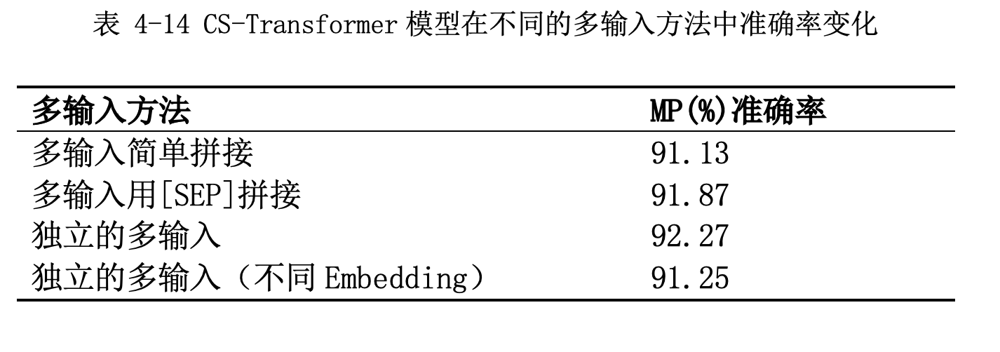 表 4-14 CS-Transformer 模型在不同的多输入方法中准确率变化
多输入方法 MP(%)准确率
多输入简单拼接 91.13
多输入用[SEP]拼接 91.87
独立的多输入 92.27
独立的多输入（不同 Embedding） 91.25